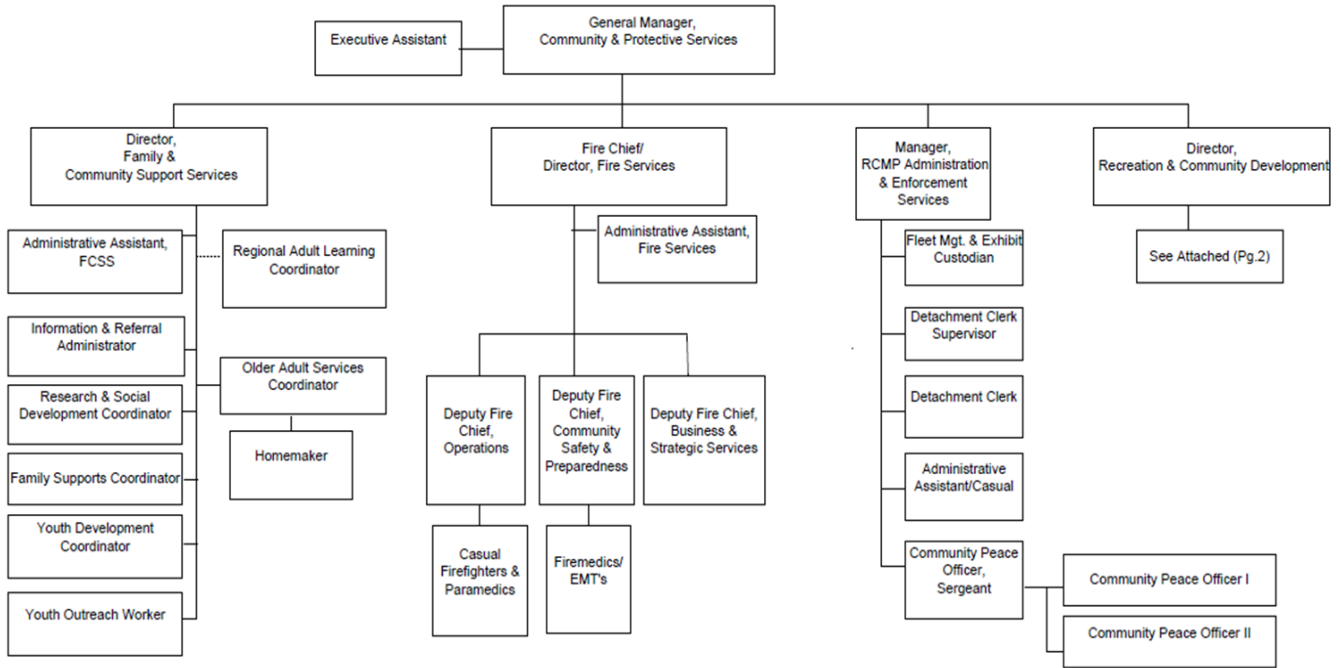 General Manager,
Community & Protective Services
Executive Assistant
Director,
Family &
Community Support Services
Fire Chief/
Director, Fire Services
Manager,
RCMP Administration
& Enforcement
Services
Director,
Recreation & Community Development
Administrative Assistant,
FCSS
Regional Adult Learning
Coordinator
Information & Referral
Administrator
Older Adult Services
Coordinator
Research & Social
Development Coordinator
Homemaker
Family Supports Coordinator
Youth Development
Coordinator
Youth Outreach Worker
Administrative Assistant,
Fire Services
Deputy Fire
Chief,
Operations
Deputy Fire
Chief,
Community
Safety &
Preparedness
Deputy Fire Chief,
Business &
Strategic Services
Casual
Firefighters &
Paramedics
Firemedics/
EMT's
Fleet Mgt. & Exhibit
Custodian
Detachment Clerk
Supervisor
Detachment Clerk
Administrative
Assistant/Casual
Community Peace
Officer,
Sergeant
Community Peace Officer I
Community Peace Officer II
See Attached (Pg.2)